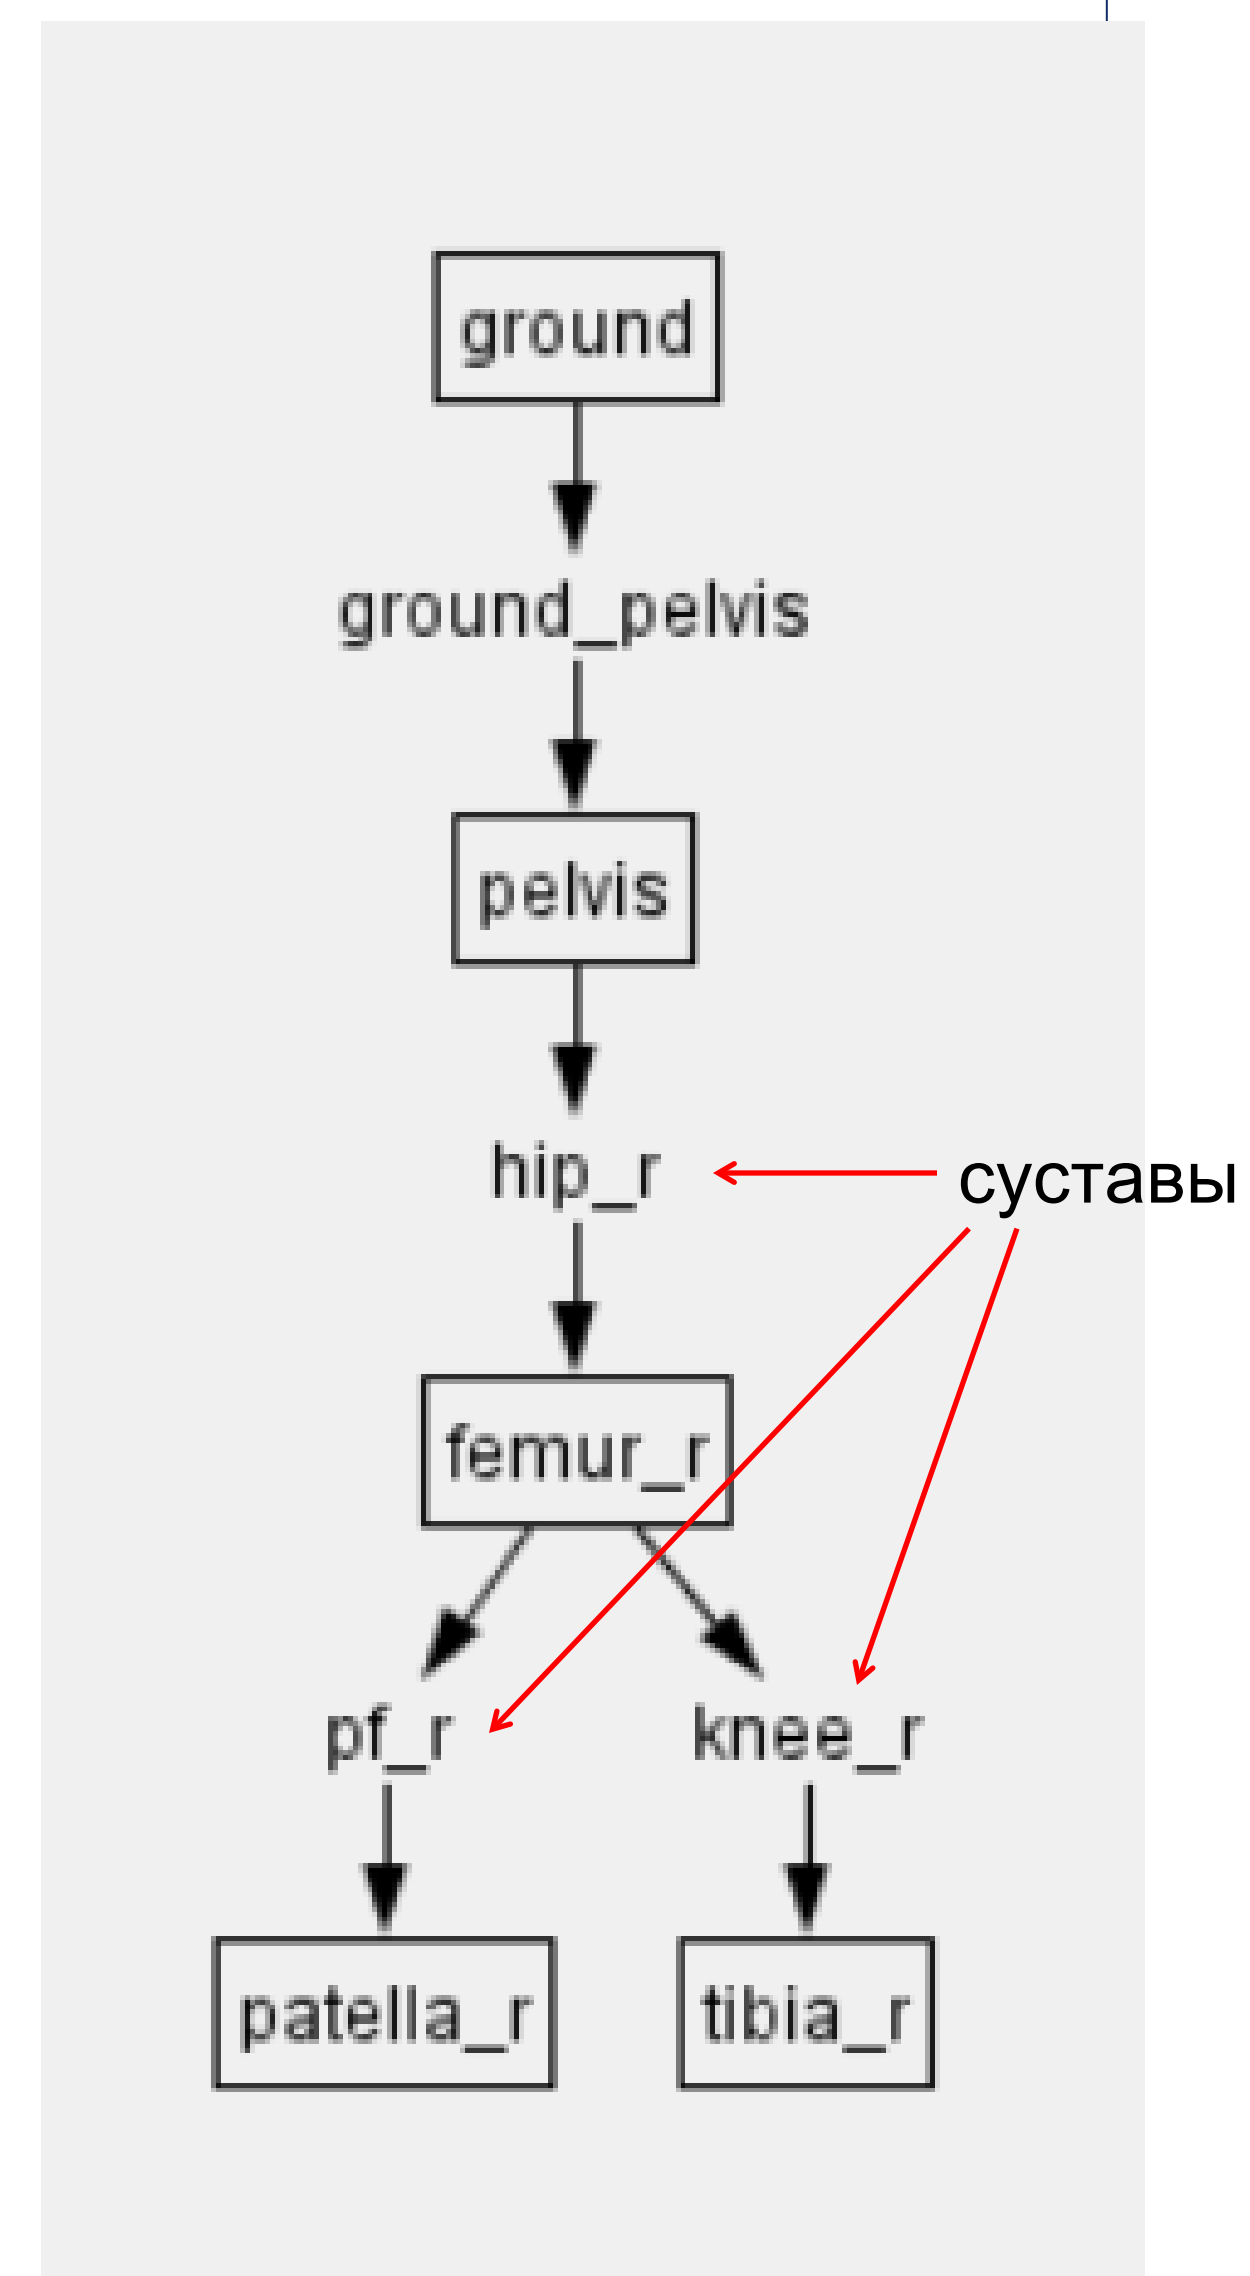 ground
ground_pelvis
pelvis
hip_r
суставы
femur_r
pf_r
knee_r
patella_r
tibia_r